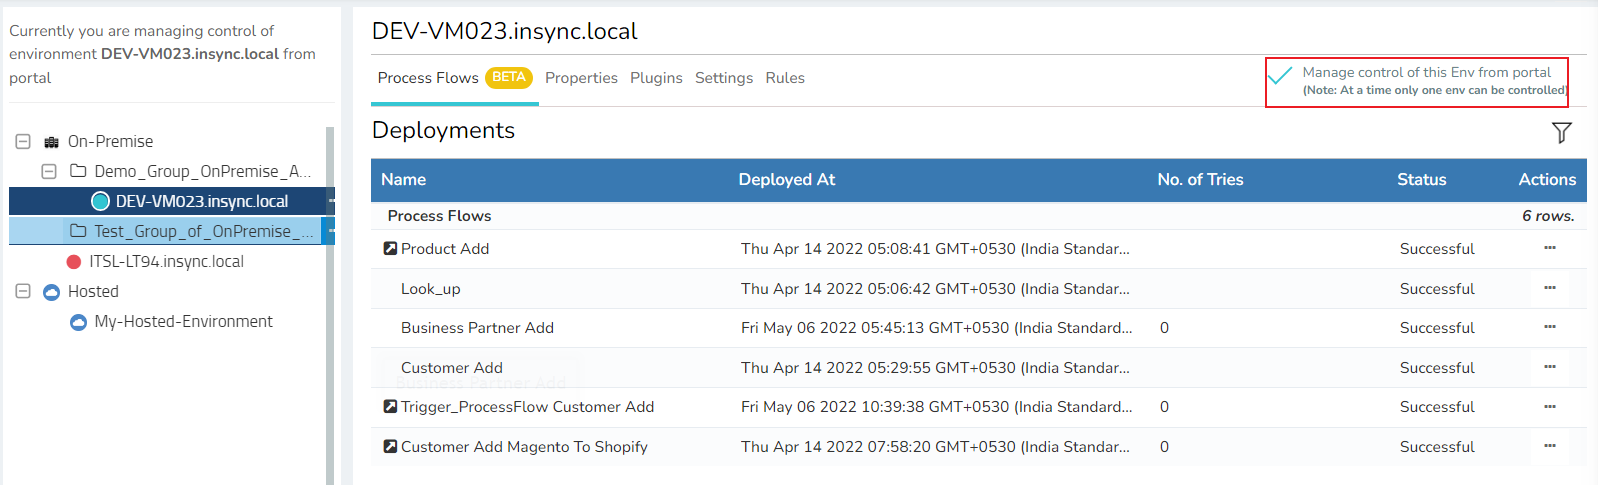 Currently you are managing control of
environment DEV-VM023.insync.local from
portal
On-Premise
Demo_Group_OnPremise_A...
DEV-VM023.insync.local
Test_Group_of_OnPremise_...
ITSL-LT94.insync.local
Hosted
My-Hosted-Environment
DEV-VM023.insync.local
Process Flows BETA Properties Plugins Settings Rules
Manage control of this Env from portal
(Note: At a time only one env can be controlled)
Deployments
Name Deployed At No. of Tries Status Actions
Process Flows 6 rows.
Product Add Thu Apr 14 2022 05:08:41 GMT+0530 (India Standar... Successful ...
Look_up Thu Apr 14 2022 05:06:42 GMT+0530 (India Standar... Successful ...
Business Partner Add Fri May 06 2022 05:45:13 GMT+0530 (India Standard... 0 Successful ...
Customer Add Thu Apr 14 2022 05:29:55 GMT+0530 (India Standar... Successful ...
Business Partner Add
Trigger_ProcessFlow Customer Add Fri May 06 2022 10:39:38 GMT+0530 (India Standard... 0 Successful ...
Customer Add Magento To Shopify Thu Apr 14 2022 07:58:20 GMT+0530 (India Standar... 0 Successful ...